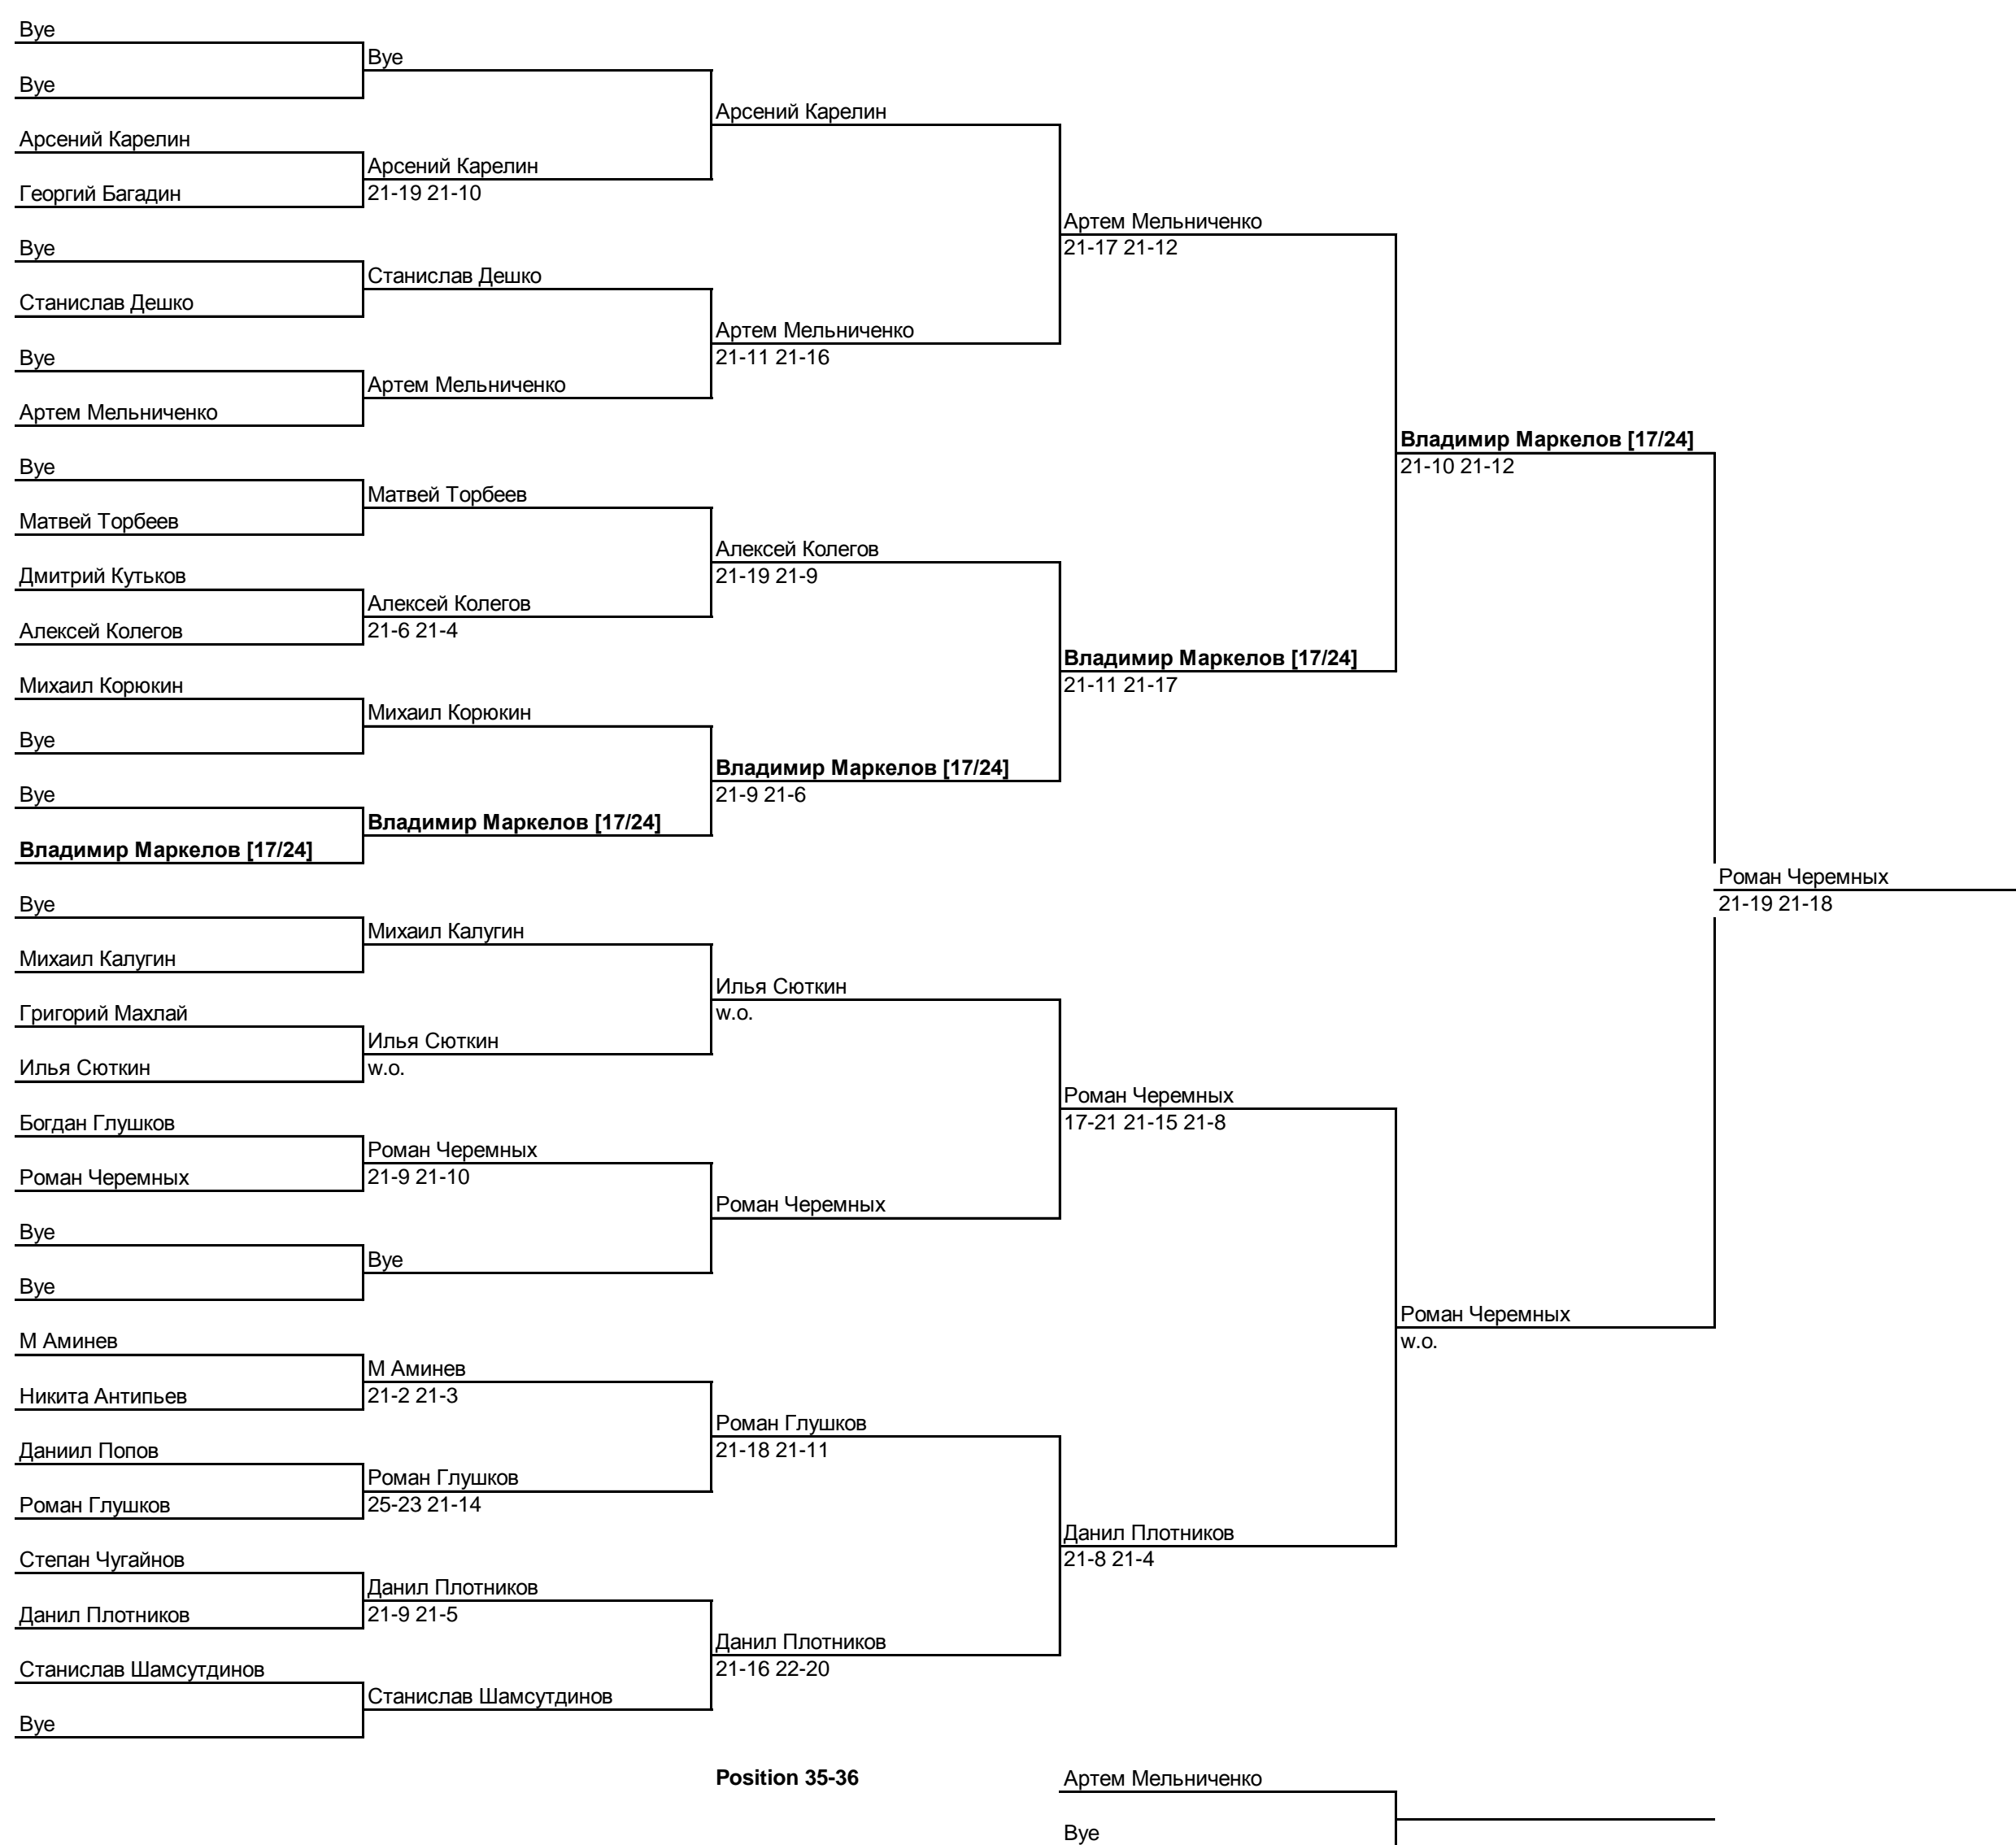 Bye
Bye
Bye
Арсений Карелин
Арсений Карелин
Арсений Карелин
Георгий Багадин
21-19 21-10
Артем Мельниченко
Bye
21-17 21-12
Станислав Дешко
Станислав Дешко
Артем Мельниченко
Bye
21-11 21-16
Артем Мельниченко
Артем Мельниченко
Владимир Маркелов [17/24]
Bye
21-10 21-12
Матвей Торбеев
Матвей Торбеев
Алексей Колегов
Дмитрий Кутьков
21-19 21-9
Алексей Колегов
Алексей Колегов
21-6 21-4
Владимир Маркелов [17/24]
Михаил Корюкин
21-11 21-17
Михаил Корюкин
Bye
Владимир Маркелов [17/24]
Bye
21-9 21-6
Владимир Маркелов [17/24]
Владимир Маркелов [17/24]
Роман Черемных
Bye
21-19 21-18
Михаил Калугин
Михаил Калугин
Илья Сюткин
Григорий Махлай
w.o.
Илья Сюткин
Илья Сюткин
w.o.
Роман Черемных
Богдан Глушков
17-21 21-15 21-8
Роман Черемных
Роман Черемных
21-9 21-10
Роман Черемных
Bye
Bye
Bye
Роман Черемных
М Аминев
w.o.
М Аминев
Никита Антипьев
21-2 21-3
Роман Глушков
Даниил Попов
21-18 21-11
Роман Глушков
Роман Глушков
25-23 21-14
Данил Плотников
Степан Чугайнов
21-8 21-4
Данил Плотников
Данил Плотников
21-9 21-5
Данил Плотников
Станислав Шамсутдинов
21-16 22-20
Станислав Шамсутдинов
Bye
Position 35-36
Артем Мельниченко
Bye